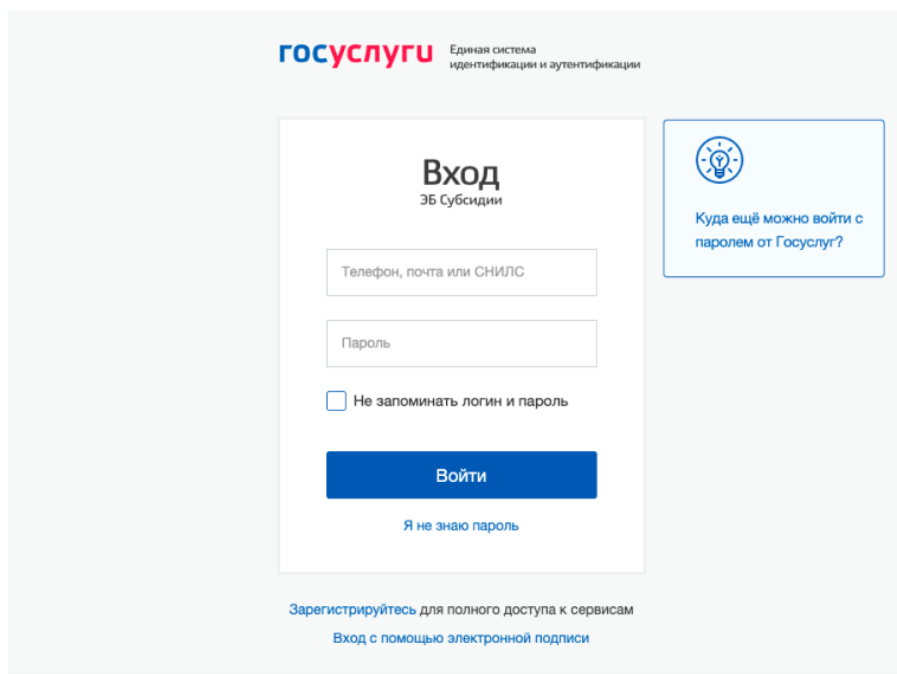 госуслуги
Единая система
идентификации и аутентификации
Вход
ЭБ Субсидии
Телефон, почта или СНИЛС
Пароль
Не запоминать логин и пароль
Войти
Я не знаю пароль
Куда ещё можно войти с
паролем от Госуслуг?
Зарегистрируйтесь для полного доступа к сервисам
Вход с помощью электронной подписи